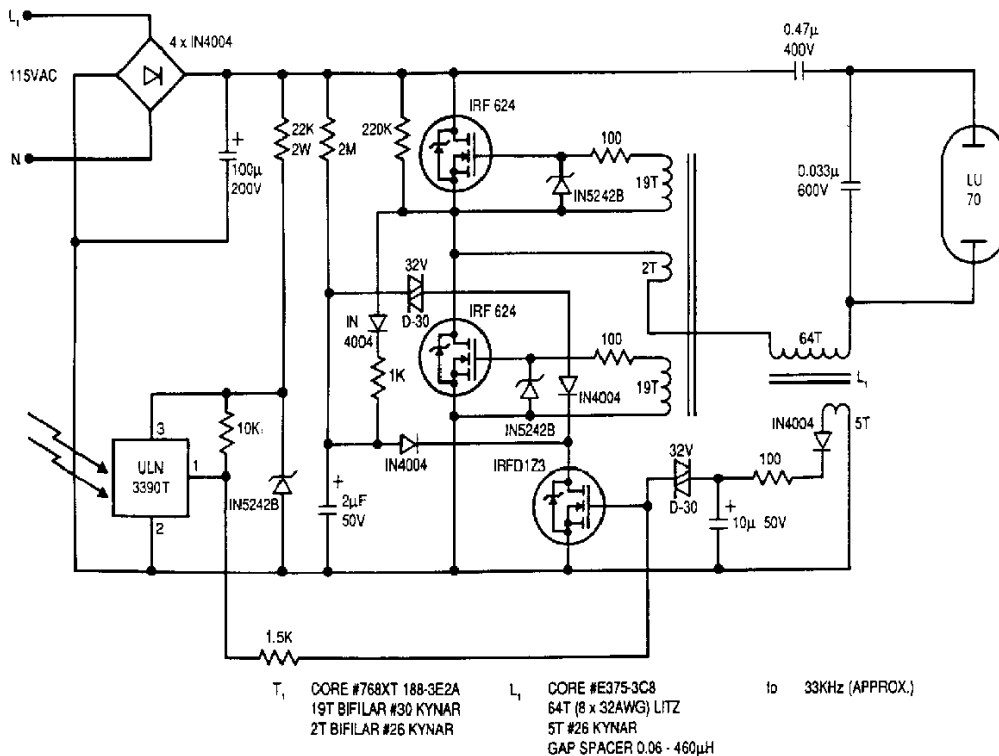 L₁
4 x IN4004
0.47µ
400V
115VAC
IRF 624
22K
2W
2M
220K
100
+
100µ
200V
19T
0.033µ
600V
LU
70
N
IN5242B
2T
32V
D-30
IN
4004
IRF 624
100
64T
L₁
1K
19T
IN4004
5T
IN4004
10K
3
ULN
3390T
1
2
IN5242B
IN4004
IN5242B
IRFD1Z3
32V
D-30
100
+
2µF
50V
+
10µ 50V
1.5K
T₁ CORE #768XT 188-3E2A
19T BIFILAR #30 KYNAR
2T BIFILAR #26 KYNAR
L₁ CORE #E375-3C8
64T (8 x 32AWG) LITZ
5T #26 KYNAR
GAP SPACER 0.06 - 460µH
fo 33KHz (APPROX.)